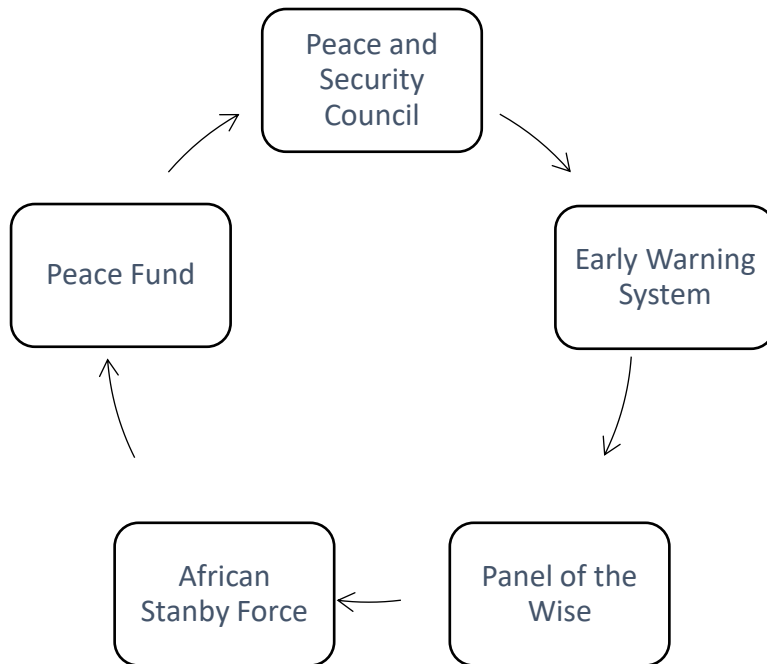 Peace and
Security
Council
Early Warning
System
Panel of the
Wise
African
Stanby Force
Peace Fund